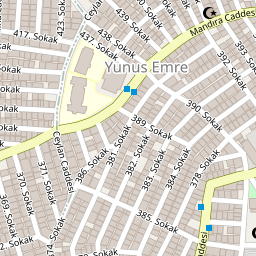 423. Sokak
Ceylan Caddesi
417. Sokak
437. Sokak
437. Sokak
Mandıra Caddesi
Yunus Emre
392. Sokak
390. Sokak
389. Sokak
Ceylan Caddesi
386. Sokak
381. Sokak
382. Sokak
383. Sokak
384. Sokak
378. Sokak
371. Sokak
370. Sokak
385. Sokak
369. Sokak